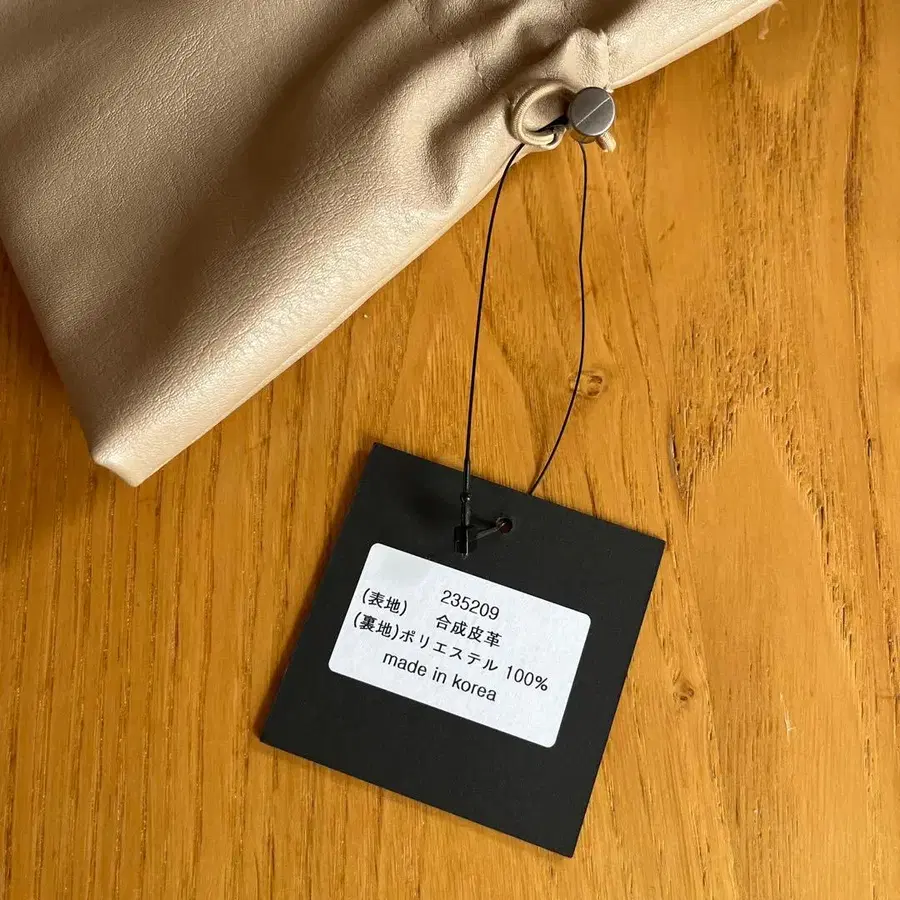 235209
(表地) 合成皮革
(裏地)ポリエステル 100%
made in korea